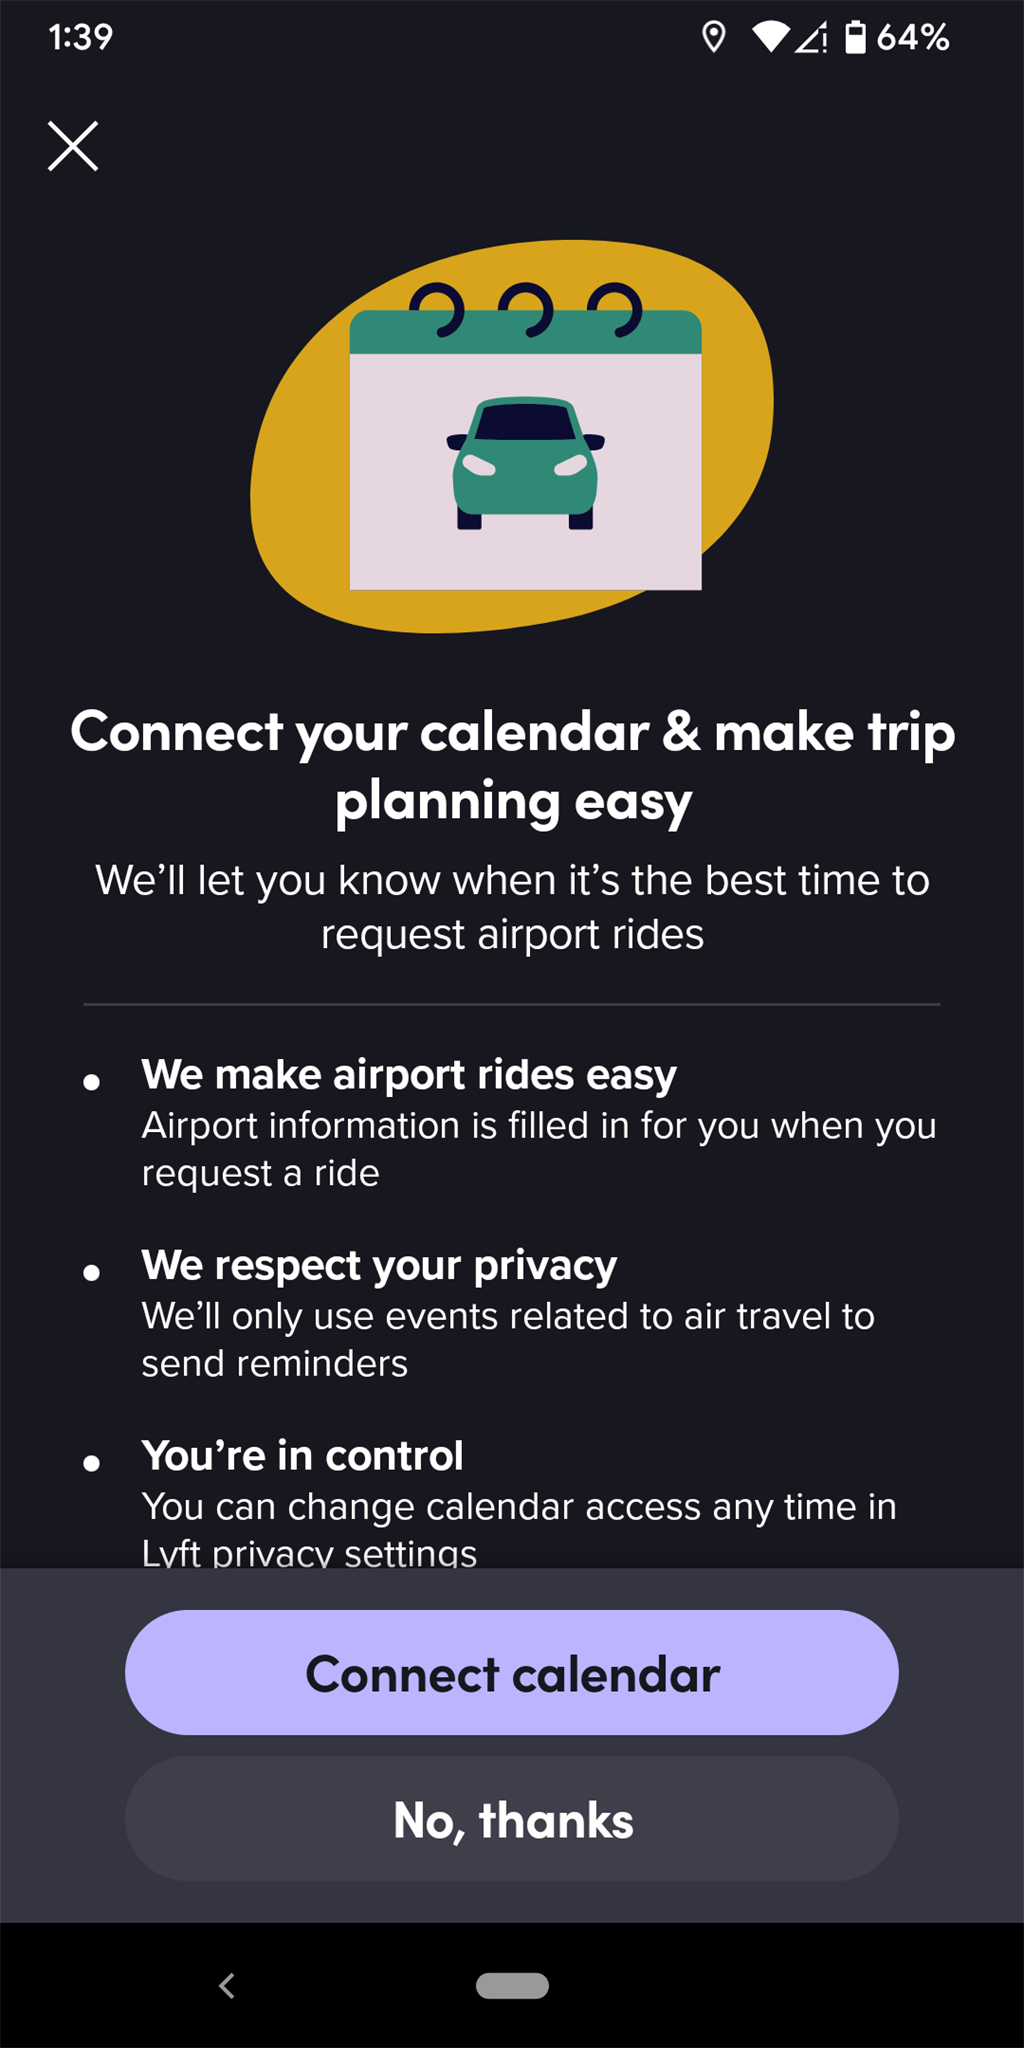 1:39
64%
Connect your calendar & make trip
planning easy
We’ll let you know when it’s the best time to
request airport rides
We make airport rides easy
Airport information is filled in for you when you
request a ride
We respect your privacy
We’ll only use events related to air travel to
send reminders
You’re in control
You can change calendar access any time in
Lyft privacy settings
Connect calendar
No, thanks